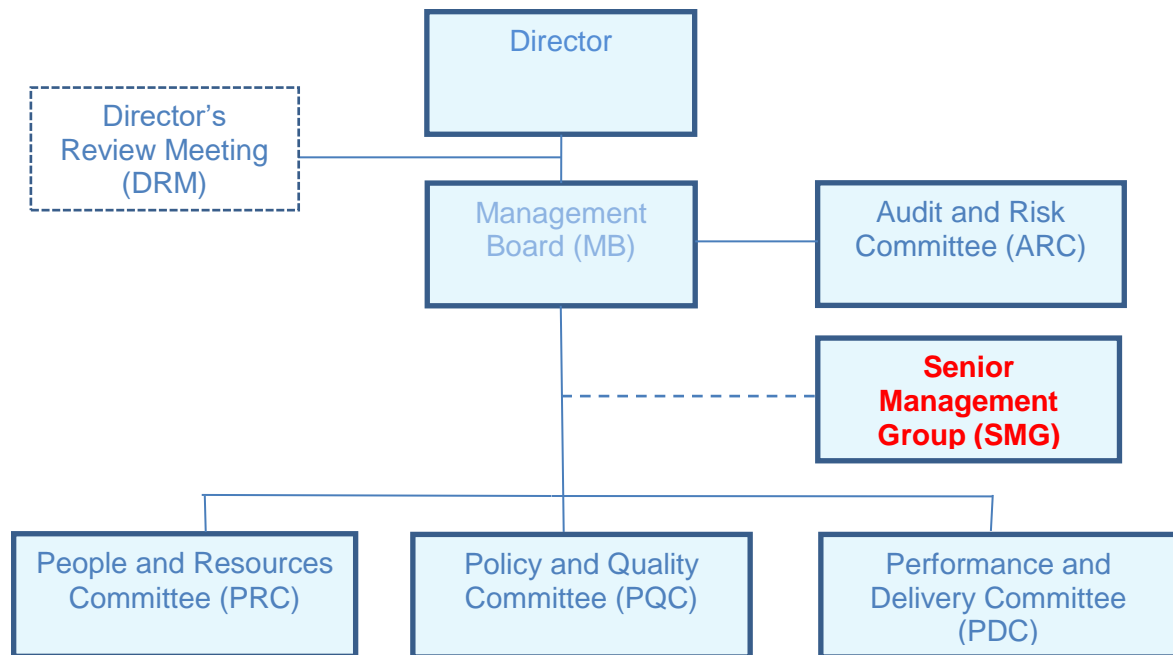 Director
Director’s
Review Meeting
(DRM)
Management
Board (MB)
Audit and Risk
Committee (ARC)
Senior
Management
Group (SMG)
People and Resources
Committee (PRC)
Policy and Quality
Committee (PQC)
Performance and
Delivery Committee
(PDC)